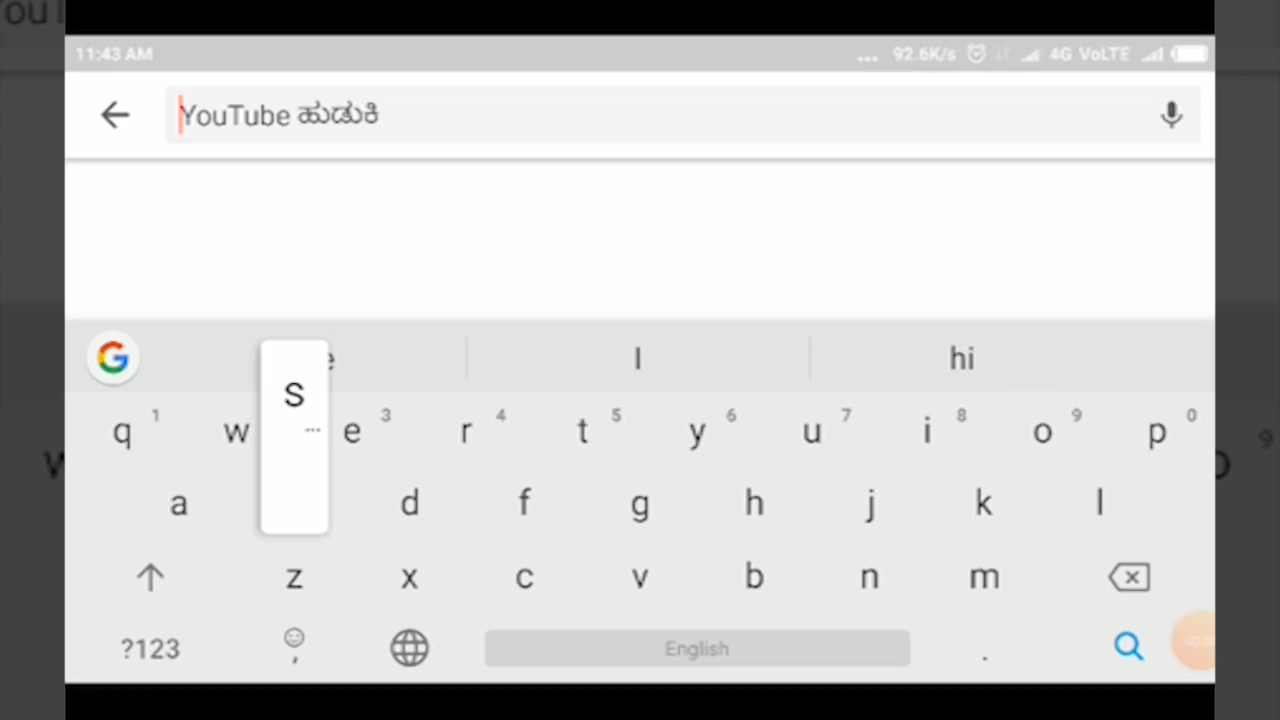 11:43 AM ... 92.6K/s 4G VoLTE
YouTube ಹುಡುಕಿ
I hi
S
q 1 w e 3 r 4 t 5 y 6 u 7 i 8 o 9 p 0
a d f g h j k l
z x c v b n m
?123 , English .